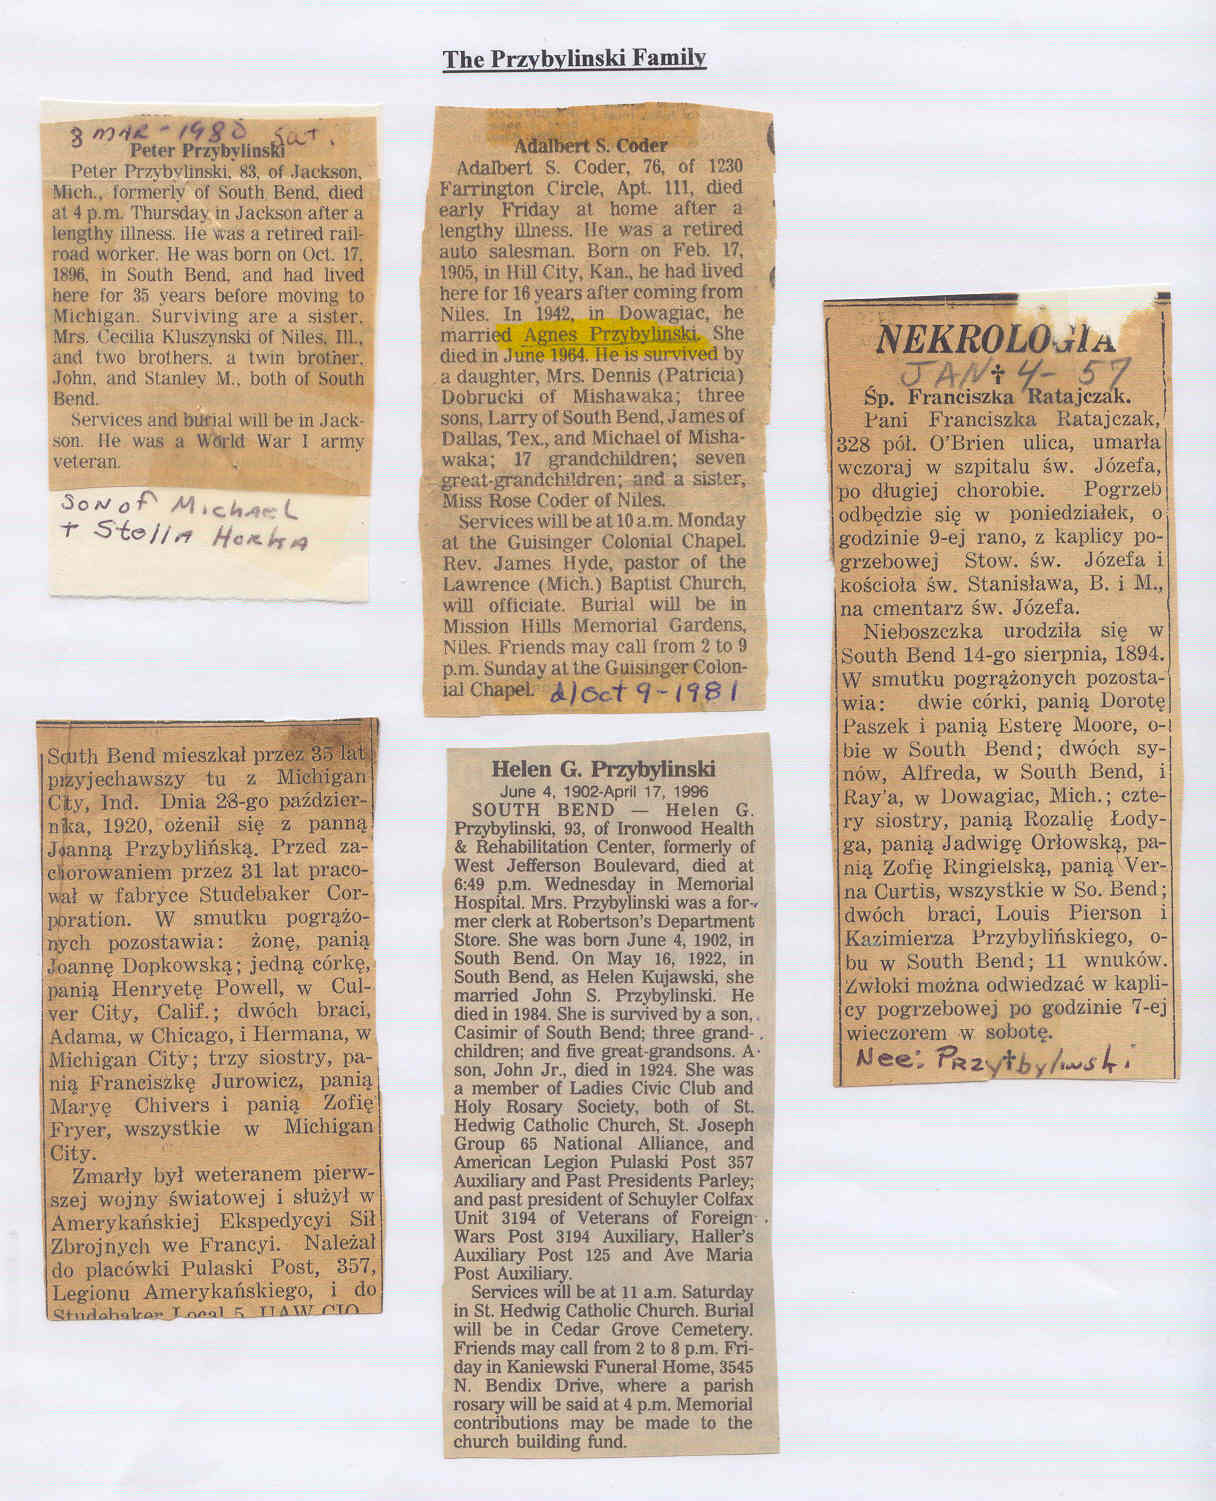 The Przybylinski Family
8 MAR - 1980 Sat.
Peter Przybylinski
Peter Przybylinski, 83, of Jackson,
Mich., formerly of South Bend, died
at 4 p.m. Thursday in Jackson after a
lengthy illness. He was a retired rail-
road worker. He was born on Oct. 17,
1896, in South Bend, and had lived
here for 35 years before moving to
Michigan. Surviving are a sister,
Mrs. Cecilia Kluszynski of Niles, Ill.,
and two brothers, a twin brother,
John, and Stanley M., both of South
Bend.
Services and burial will be in Jack-
son. He was a World War I army
veteran.
SON OF MICHAEL
+ Stella HORKA
South Bend mieszkał przez 35 lat
przyjechawszy tu z Michigan
City, Ind. Dnia 28-go paździer-
nika, 1920, ożenił się z panną
Joanną Przybylińską. Przed za-
chorowaniem przez 31 lat praco-
wał w fabryce Studebaker Cor-
poration. W smutku pogrążo-
nych pozostawia: żonę, panią
Joannę Dopkowską; jedną córkę,
panią Henryetę Powell, w Cul-
ver City, Calif.; dwóch braci,
Adama, w Chicago, i Hermana, w
Michigan City; trzy siostry, pa-
nią Franciszkę Jurowicz, panią
Maryę Chivers i panią Zofię
Fryer, wszystkie w Michigan
City.
Zmarły był weteranem pierw-
szej wojny światowej i służył w
Amerykańskiej Ekspedycyi Sił
Zbrojnych we Francyi. Należał
do placówki Pulaski Post, 357,
Legionu Amerykańskiego, i do
Studebaker Local 5, UAW-CIO
Adalbert S. Coder
Adalbert S. Coder, 76, of 1230
Farrington Circle, Apt. 111, died
early Friday at home after a
lengthy illness. He was a retired
auto salesman. Born on Feb. 17,
1905, in Hill City, Kan., he had lived
here for 16 years after coming from
Niles. In 1942, in Dowagiac, he
married Agnes Przybylinski. She
died in June 1964. He is survived by
a daughter, Mrs. Dennis (Patricia)
Dobrucki of Mishawaka; three
sons, Larry of South Bend, James of
Dallas, Tex., and Michael of Misha-
waka; 17 grandchildren; seven
great-grandchildren; and a sister,
Miss Rose Coder of Niles.
Services will be at 10 a.m. Monday
at the Guisinger Colonial Chapel.
Rev. James Hyde, pastor of the
Lawrence (Mich.) Baptist Church,
will officiate. Burial will be in
Mission Hills Memorial Gardens,
Niles. Friends may call from 2 to 9
p.m. Sunday at the Guisinger Colon-
ial Chapel. d/Oct 9 - 1981
Helen G. Przybylinski
June 4, 1902-April 17, 1996
SOUTH BEND — Helen G.
Przybylinski, 93, of Ironwood Health
& Rehabilitation Center, formerly of
West Jefferson Boulevard, died at
6:49 p.m. Wednesday in Memorial
Hospital. Mrs. Przybylinski was a for-
mer clerk at Robertson's Department
Store. She was born June 4, 1902, in
South Bend. On May 16, 1922, in
South Bend, as Helen Kujawski, she
married John S. Przybylinski. He
died in 1984. She is survived by a son,
Casimir of South Bend; three grand-
children; and five great-grandsons. A
son, John Jr., died in 1924. She was
a member of Ladies Civic Club and
Holy Rosary Society, both of St.
Hedwig Catholic Church, St. Joseph
Group 65 National Alliance, and
American Legion Pulaski Post 357
Auxiliary and Past Presidents Parley;
and past president of Schuyler Colfax
Unit 3194 of Veterans of Foreign
Wars Post 3194 Auxiliary, Haller's
Auxiliary Post 125 and Ave Maria
Post Auxiliary.
Services will be at 11 a.m. Saturday
in St. Hedwig Catholic Church. Burial
will be in Cedar Grove Cemetery.
Friends may call from 2 to 8 p.m. Fri-
day in Kaniewski Funeral Home, 3545
N. Bendix Drive, where a parish
rosary will be said at 4 p.m. Memorial
contributions may be made to the
church building fund.
NEKROLOGIA
JAN 4 - 57
Śp. Franciszka Ratajczak.
Pani Franciszka Ratajczak,
328 pół. O'Brien ulica, umarła
wczoraj w szpitalu św. Józefa,
po długiej chorobie. Pogrzeb
odbędzie się w poniedziałek, o
godzinie 9-ej rano, z kaplicy po-
grzebowej Stow. św. Józefa i
kościoła św. Stanisława, B. i M.,
na cmentarz św. Józefa.
Nieboszczka urodziła się w
South Bend 14-go sierpnia, 1894.
W smutku pogrążonych pozosta-
wia: dwie córki, panią Dorotę
Paszek i panią Esterę Moore, o-
bie w South Bend; dwóch sy-
nów, Alfreda, w South Bend, i
Ray'a, w Dowagiac, Mich.; czte-
ry siostry, panią Rozalię Łody-
ga, panią Jadwigę Orłowską, pa-
nią Zofię Ringielską, panią Ver-
na Curtis, wszystkie w So. Bend;
dwóch braci, Louis Pierson i
Kazimierza Przybylińskiego, o-
bu w South Bend; 11 wnuków.
Zwłoki można odwiedzać w kapli-
cy pogrzebowej po godzinie 7-ej
wieczorem w sobotę.
Nee: PRZYbyliNski